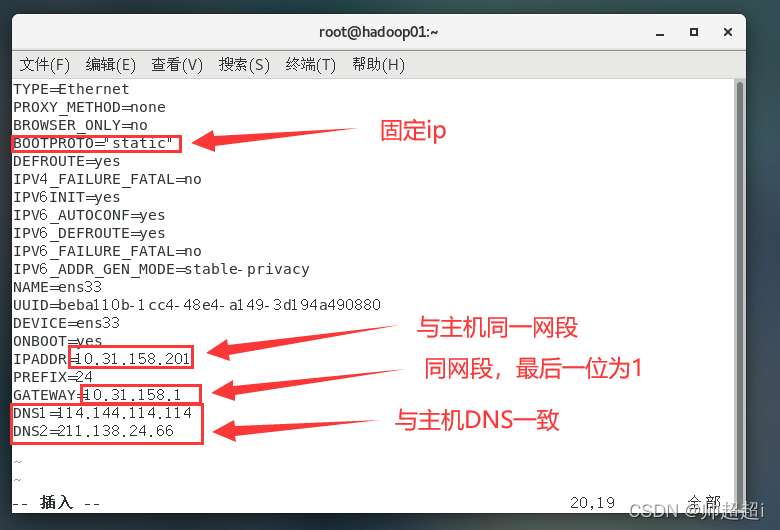 root@hadoop01:~
文件(F) 编辑(E) 查看(V) 搜索(S) 终端(T) 帮助(H)
TYPE=Ethernet
PROXY_METHOD=none
BROWSER_ONLY=no
BOOTPROTO="static"
固定ip
DEFROUTE=yes
IPV4_FAILURE_FATAL=no
IPV6INIT=yes
IPV6_AUTOCONF=yes
IPV6_DEFROUTE=yes
IPV6_FAILURE_FATAL=no
IPV6_ADDR_GEN_MODE=stable-privacy
NAME=ens33
UUID=beba110b-1cc4-48e4-a149-3d194a490880
DEVICE=ens33
与主机同一网段
ONBOOT=yes
IPADDR=10.31.158.201
同网段，最后一位为1
PREFIX=24
GATEWAY=10.31.158.1
DNS1=114.144.114.114
与主机DNS一致
DNS2=211.138.24.66
~
~
-- 插入 -- 20,19 全部
CSDN @帅超超i